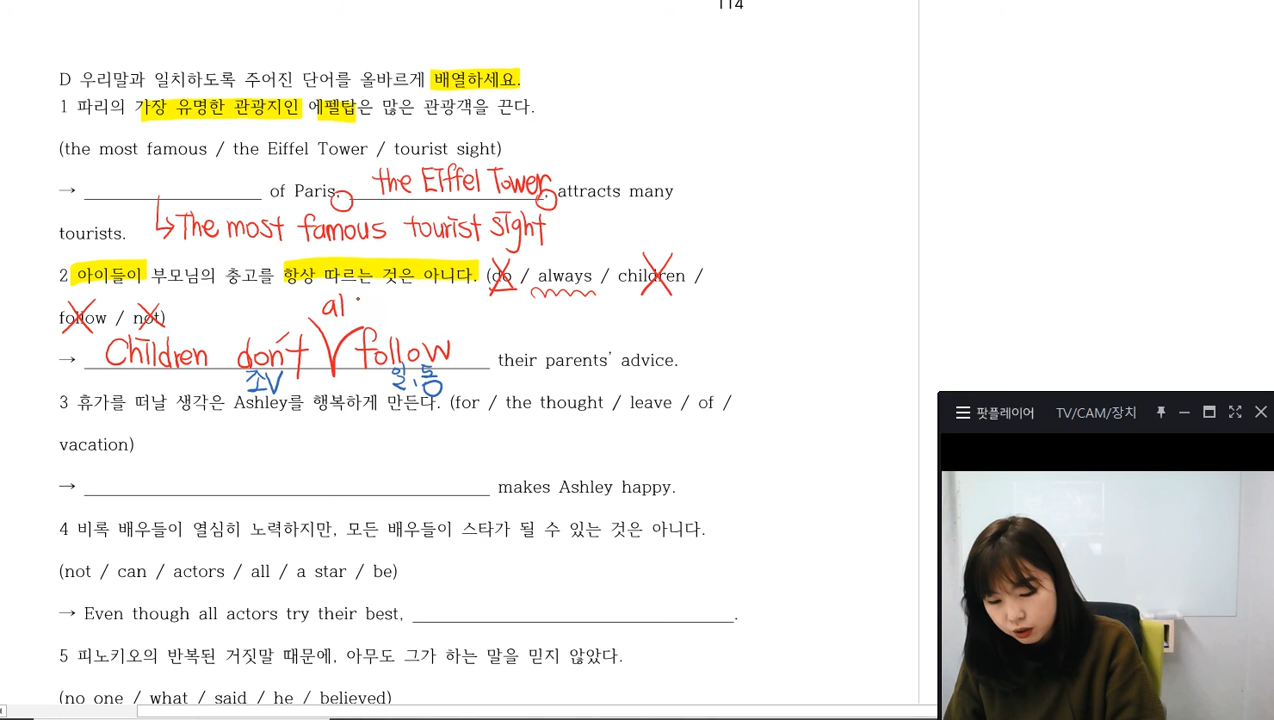 114
D 우리말과 일치하도록 주어진 단어를 올바르게 배열하세요.
1 파리의 가장 유명한 관광지인 에펠탑은 많은 관광객을 끈다.
(the most famous / the Eiffel Tower / tourist sight)
the Eiffel Tower
→ ____________________ of Paris, ____________________, attracts many
↳ The most famous tourist sight
tourists.
2 아이들이 부모님의 충고를 항상 따르는 것은 아니다. (do / always / children /
follow / not)
al
Children don't follow
→ ____________________ their parents' advice.
조V 일, 동
3 휴가를 떠날 생각은 Ashley를 행복하게 만든다. (for / the thought / leave / of /
vacation)
→ ____________________ makes Ashley happy.
4 비록 배우들이 열심히 노력하지만, 모든 배우들이 스타가 될 수 있는 것은 아니다.
(not / can / actors / all / a star / be)
→ Even though all actors try their best, ____________________.
5 피노키오의 반복된 거짓말 때문에, 아무도 그가 하는 말을 믿지 않았다.
(no one / what / said / he / believed)
팟플레이어 TV/CAM/장치